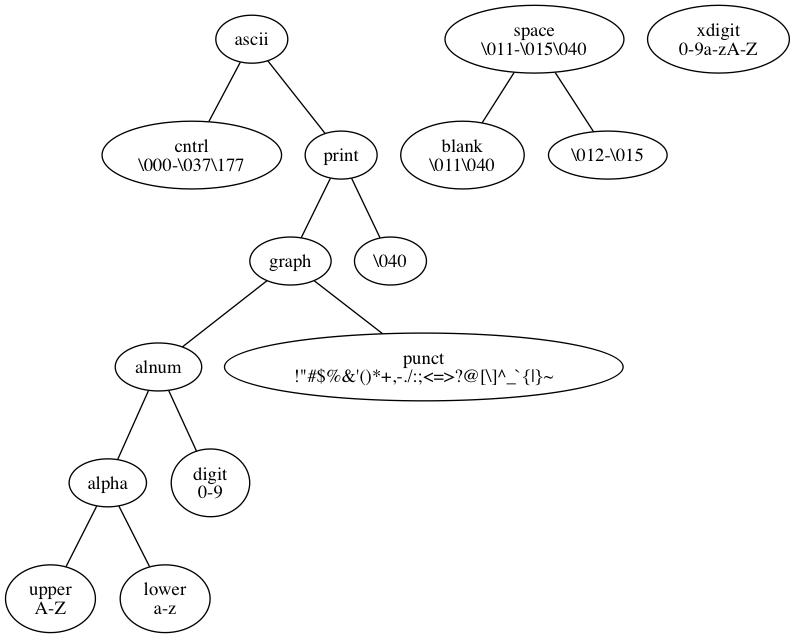 ascii
space
\011-\015\040
xdigit
0-9a-zA-Z
cntrl
\000-\037\177
print
blank
\011\040
\012-\015
graph
\040
alnum
punct
!"#$%&'()*+,-./:;<=>?@[\]^_`{|}~
alpha
digit
0-9
upper
A-Z
lower
a-z